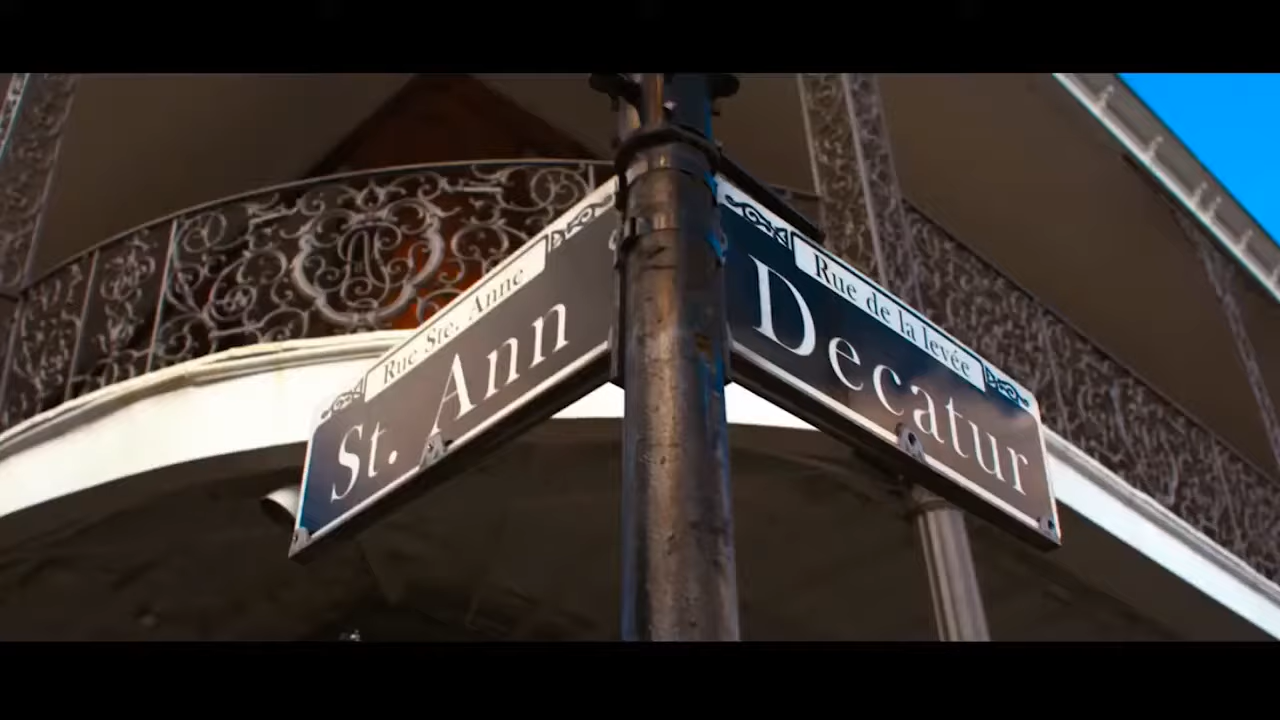 Rue Ste. Anne
St. Ann
Rue de la levée
Decatur